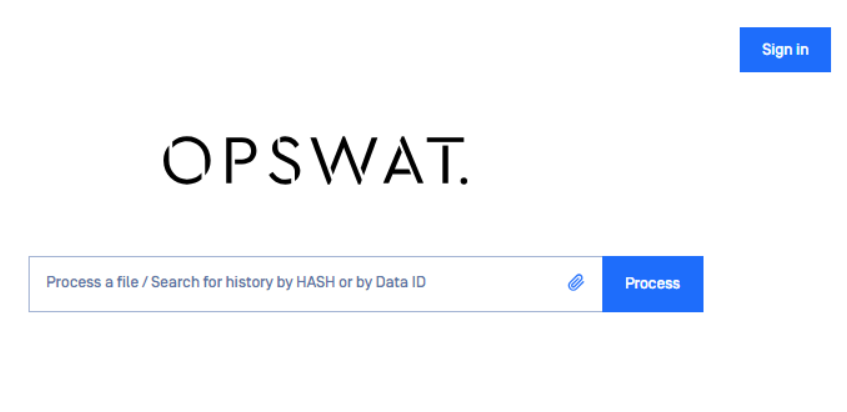 Sign in
OPSWAT.
Process a file / Search for history by HASH or by Data ID
Process